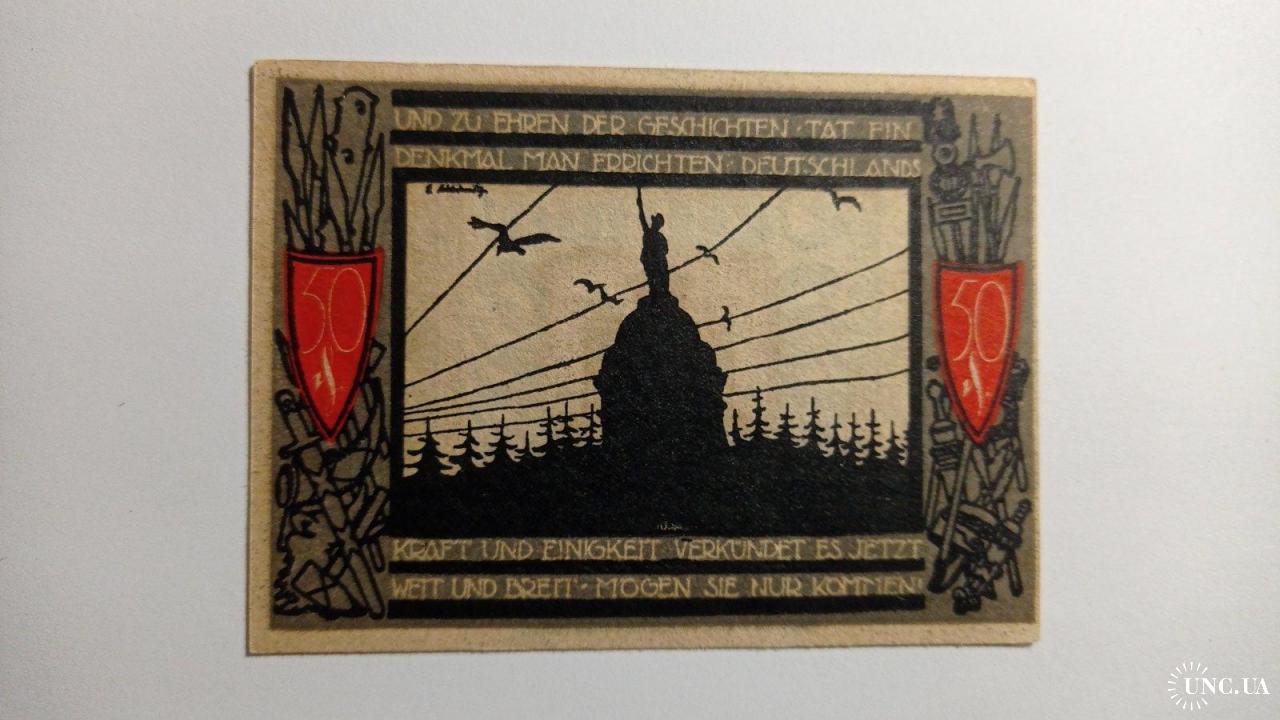 UND ZU EHREN DER GESCHICHTEN · TAT EIN
DENKMAL MAN ERRICHTEN · DEUTSCHLANDS
50
50
KRAFT UND EINIGKEIT VERKÜNDET ES JETZT
WEIT UND BREIT · MÖGEN SIE NUR KOMMEN!
UNC.UA